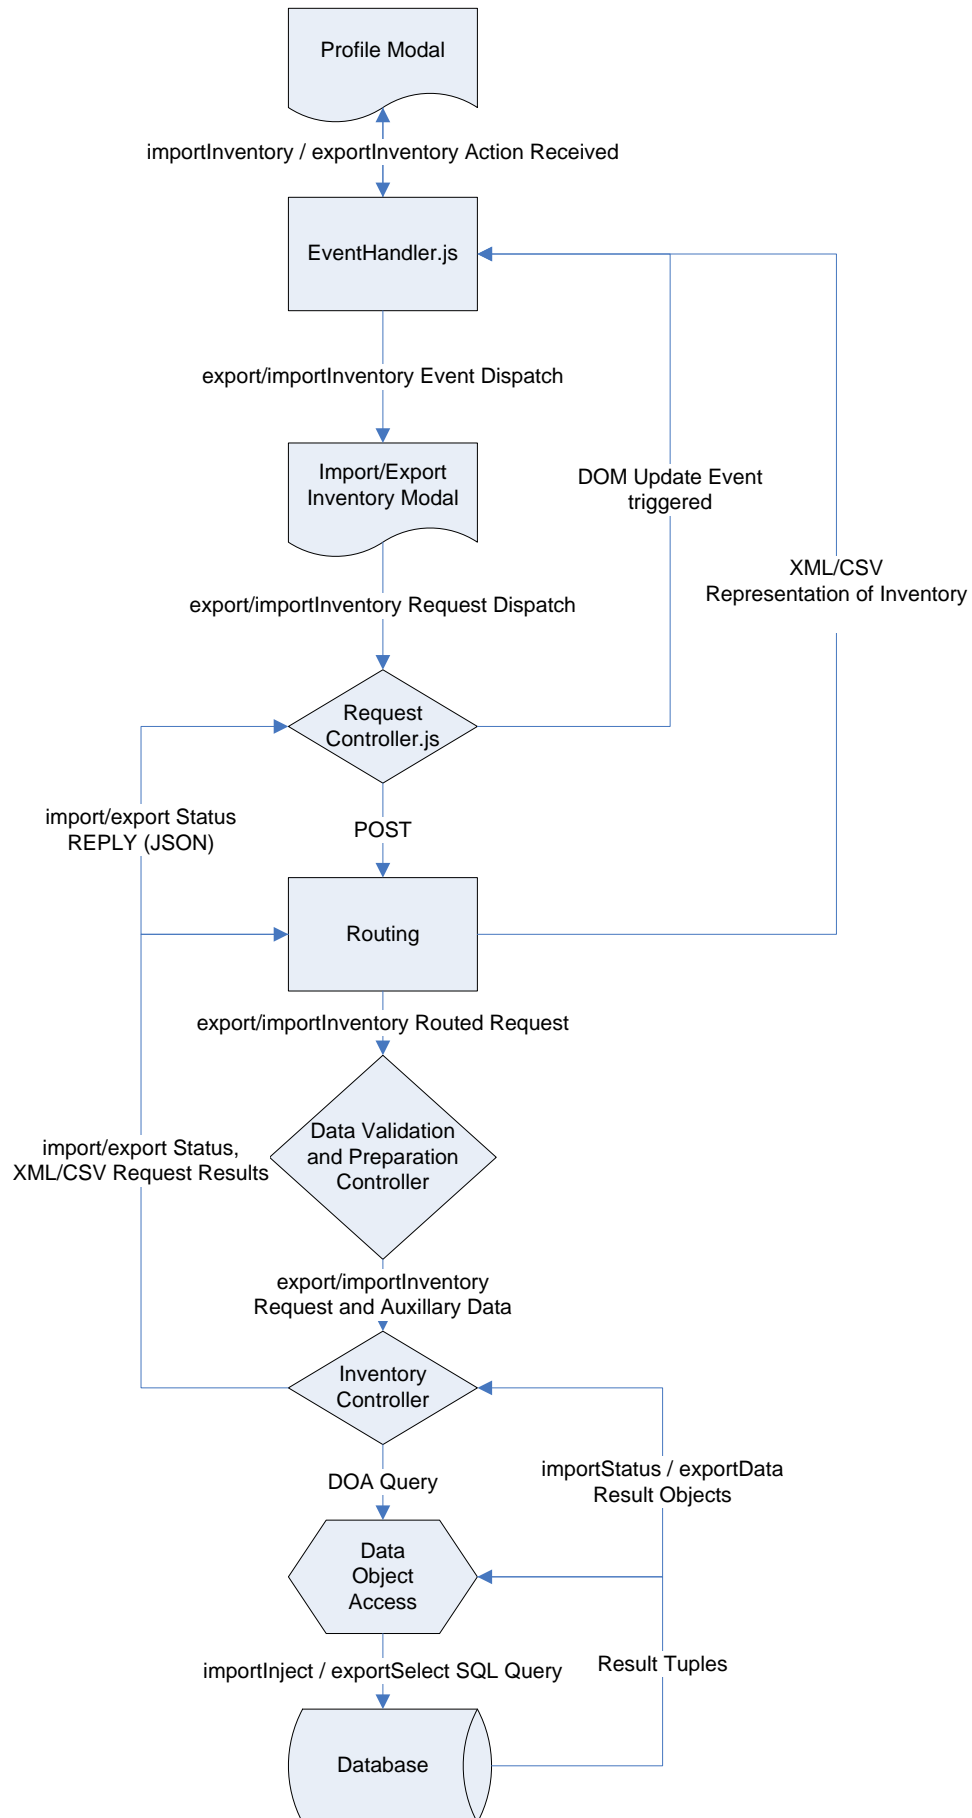 Profile Modal
importInventory / exportInventory Action Received
EventHandler.js
export/importInventory Event Dispatch
Import/Export
Inventory Modal
DOM Update Event
triggered
XML/CSV
Representation of Inventory
export/importInventory Request Dispatch
Request
Controller.js
import/export Status
REPLY (JSON)
POST
Routing
export/importInventory Routed Request
Data Validation
and Preparation
Controller
import/export Status,
XML/CSV Request Results
export/importInventory
Request and Auxillary Data
Inventory
Controller
importStatus / exportData
Result Objects
DOA Query
Data
Object
Access
importInject / exportSelect SQL Query
Result Tuples
Database